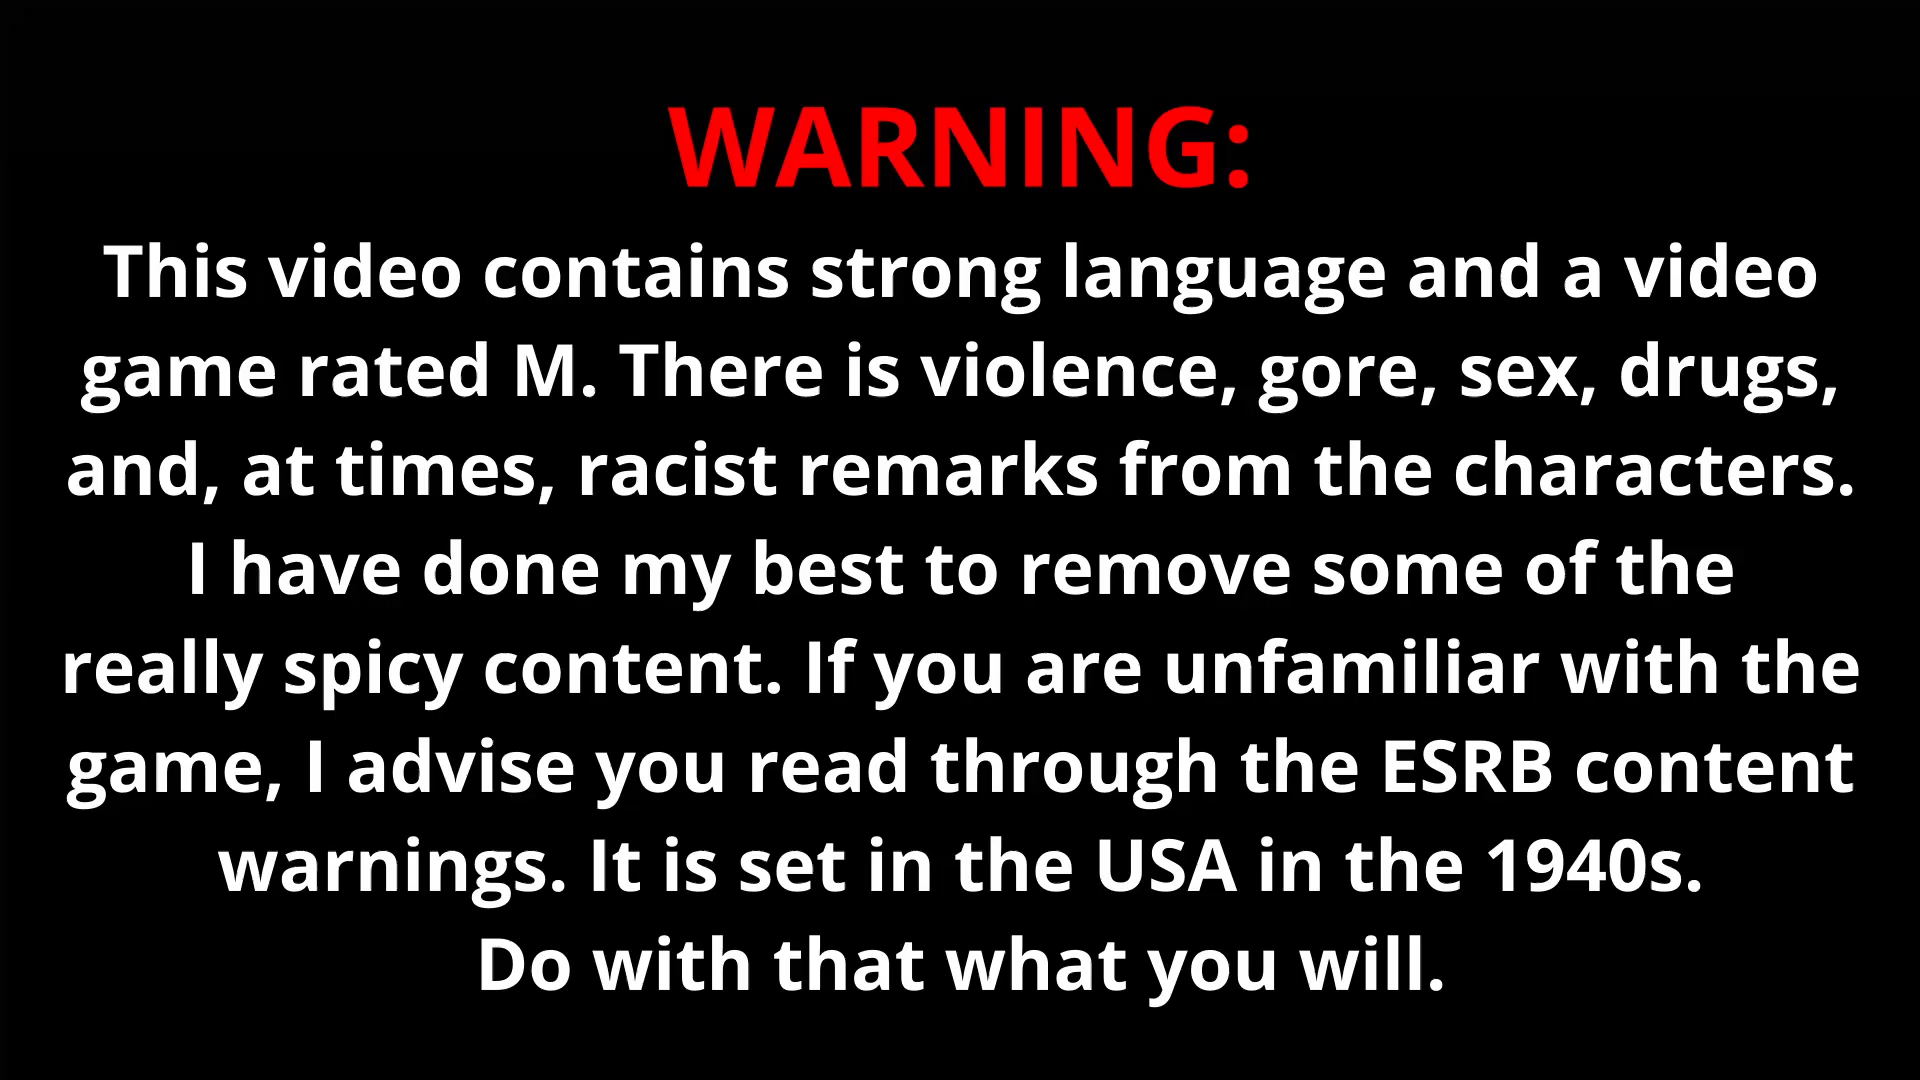 WARNING:
This video contains strong language and a video
game rated M. There is violence, gore, sex, drugs,
and, at times, racist remarks from the characters.
I have done my best to remove some of the
really spicy content. If you are unfamiliar with the
game, I advise you read through the ESRB content
warnings. It is set in the USA in the 1940s.
Do with that what you will.